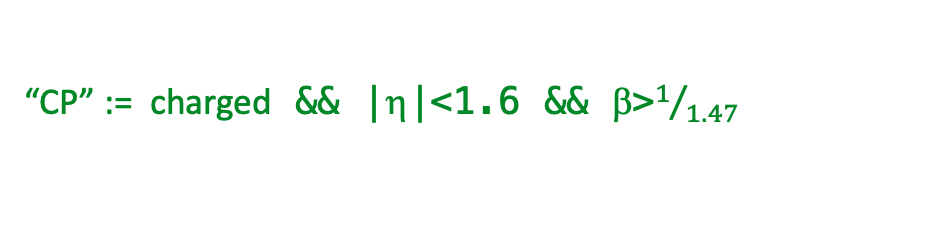 “CP” := charged && |η|<1.6 && β>¹/₁.₄₇